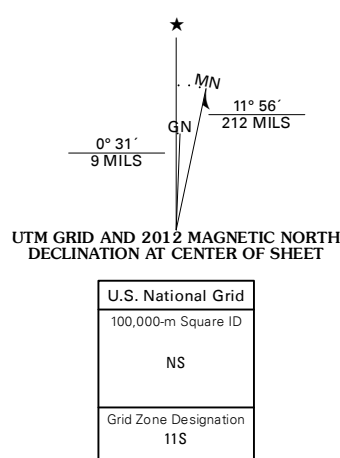 ★
MN
11° 56´
212 MILS
GN
0° 31´
9 MILS
UTM GRID AND 2012 MAGNETIC NORTH
DECLINATION AT CENTER OF SHEET
U.S. National Grid
100,000-m Square ID
NS
Grid Zone Designation
11S